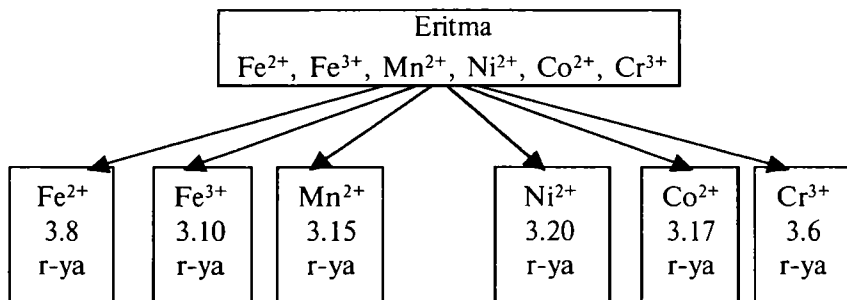 Eritma
Fe²⁺, Fe³⁺, Mn²⁺, Ni²⁺, Co²⁺, Cr³⁺
Fe²⁺
3.8
r-ya
Fe³⁺
3.10
r-ya
Mn²⁺
3.15
r-ya
Ni²⁺
3.20
r-ya
Co²⁺
3.17
r-ya
Cr³⁺
3.6
r-ya